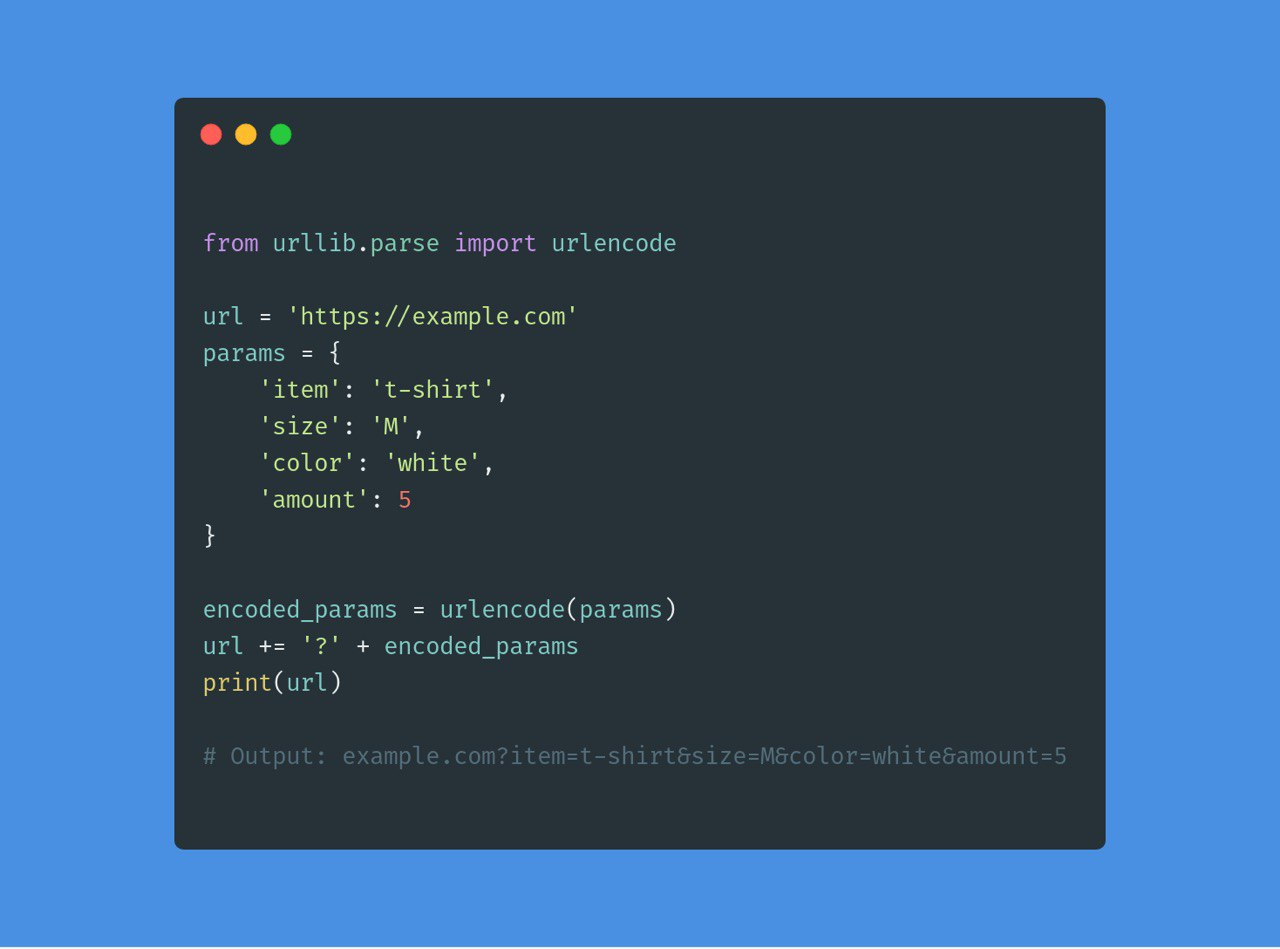 from urllib.parse import urlencode
url = 'https://example.com'
params = {
    'item': 't-shirt',
    'size': 'M',
    'color': 'white',
    'amount': 5
}
encoded_params = urlencode(params)
url += '?' + encoded_params
print(url)
# Output: example.com?item=t-shirt&size=M&color=white&amount=5